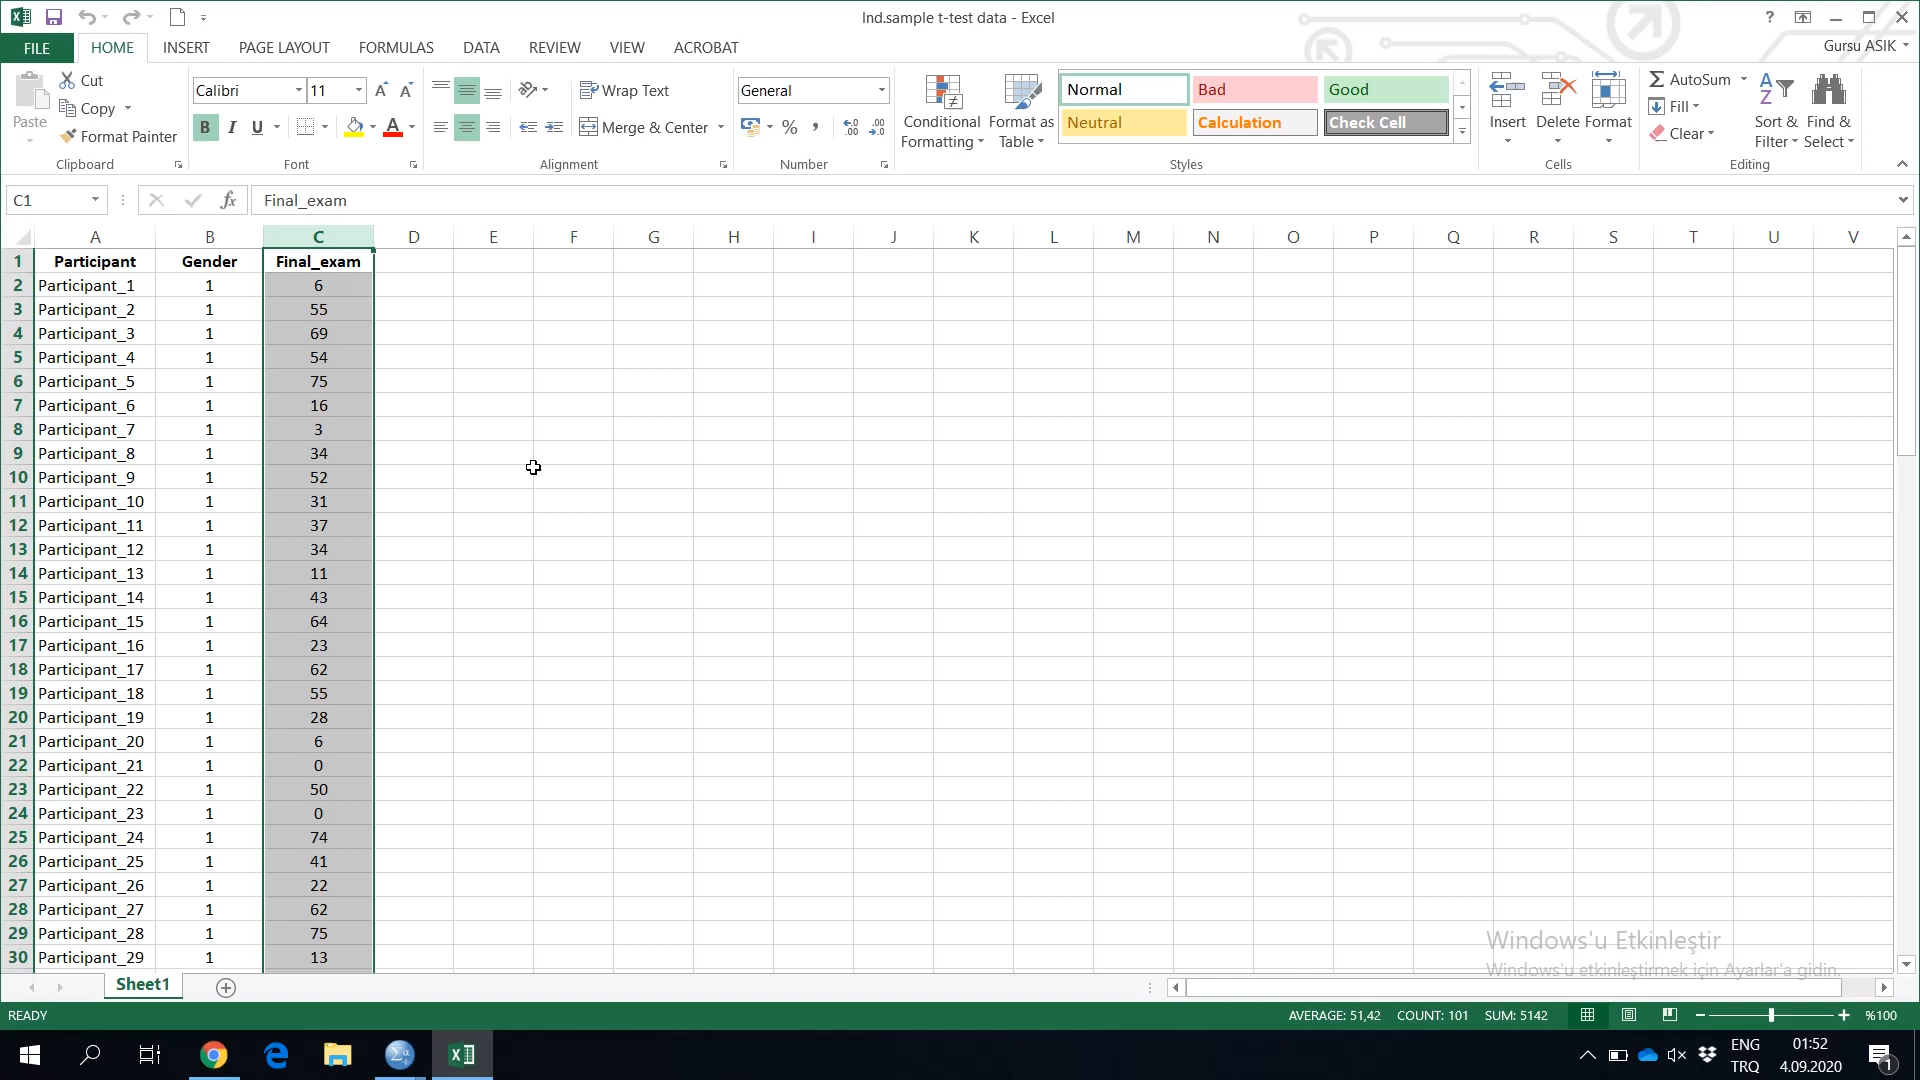 Ind.sample t-test data - Excel
?
Gursu ASIK
FILE HOME INSERT PAGE LAYOUT FORMULAS DATA REVIEW VIEW ACROBAT
Paste
Cut
Copy
Format Painter
Clipboard
Calibri 11
B I U
Font
Wrap Text
Merge & Center
Alignment
General
%
Number
Conditional Formatting
Format as Table
Normal Bad Good
Neutral Calculation Check Cell
Styles
Insert Delete Format
Cells
AutoSum
Fill
Clear
Sort & Filter
Find & Select
Editing
C1 fx Final_exam
A B C D E F G H I J K L M N O P Q R S T U V
1 Participant Gender Final_exam
2 Participant_1 1 6
3 Participant_2 1 55
4 Participant_3 1 69
5 Participant_4 1 54
6 Participant_5 1 75
7 Participant_6 1 16
8 Participant_7 1 3
9 Participant_8 1 34
10 Participant_9 1 52
11 Participant_10 1 31
12 Participant_11 1 37
13 Participant_12 1 34
14 Participant_13 1 11
15 Participant_14 1 43
16 Participant_15 1 64
17 Participant_16 1 23
18 Participant_17 1 62
19 Participant_18 1 55
20 Participant_19 1 28
21 Participant_20 1 6
22 Participant_21 1 0
23 Participant_22 1 50
24 Participant_23 1 0
25 Participant_24 1 74
26 Participant_25 1 41
27 Participant_26 1 22
28 Participant_27 1 62
29 Participant_28 1 75
30 Participant_29 1 13
Windows'u Etkinleştir
Windows'u etkinleştirmek için Ayarlar'a gidin.
Sheet1
READY AVERAGE: 51,42 COUNT: 101 SUM: 5142 %100
ENG 01:52
TRQ 4.09.2020
1